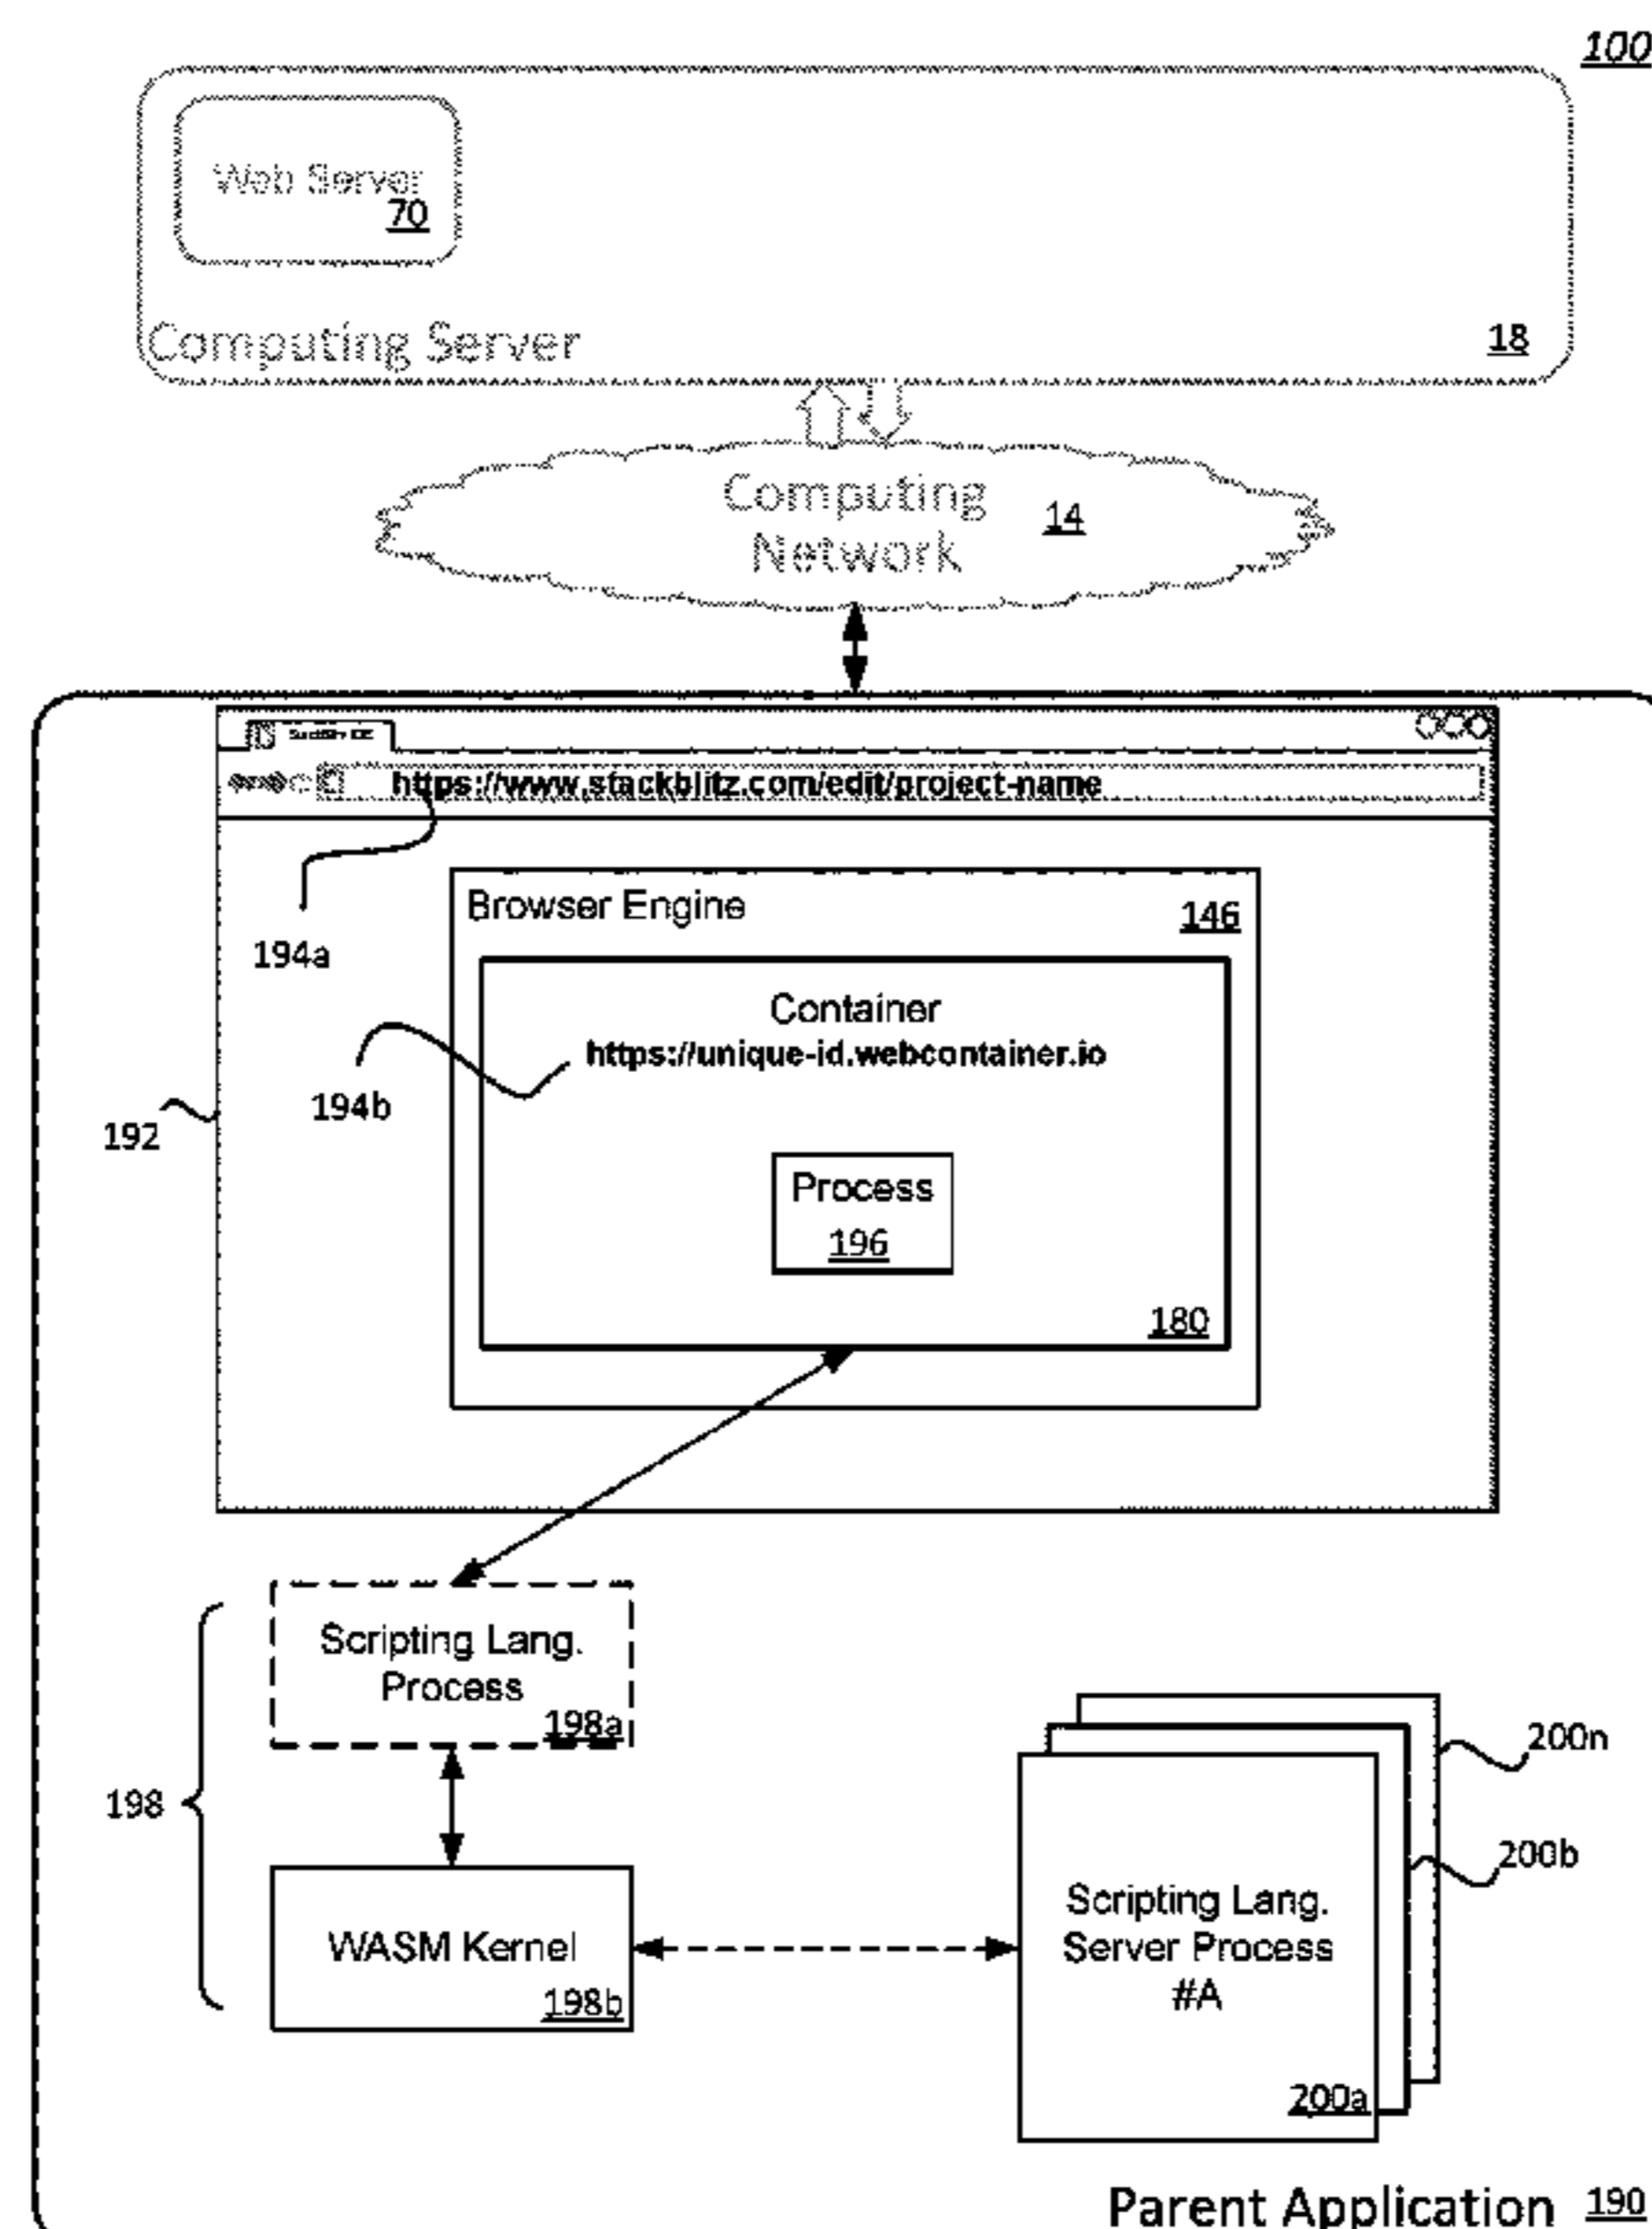 100
Web Server
70
Computing Server
18
Computing
Network
14
https://www.stackblitz.com/edit/project-name
194a
Browser Engine
146
Container
https://unique-id.webcontainer.io
194b
192
Process
196
180
Scripting Lang.
Process
198a
198
WASM Kernel
198b
200n
200b
Scripting Lang.
Server Process
#A
200a
Parent Application 190